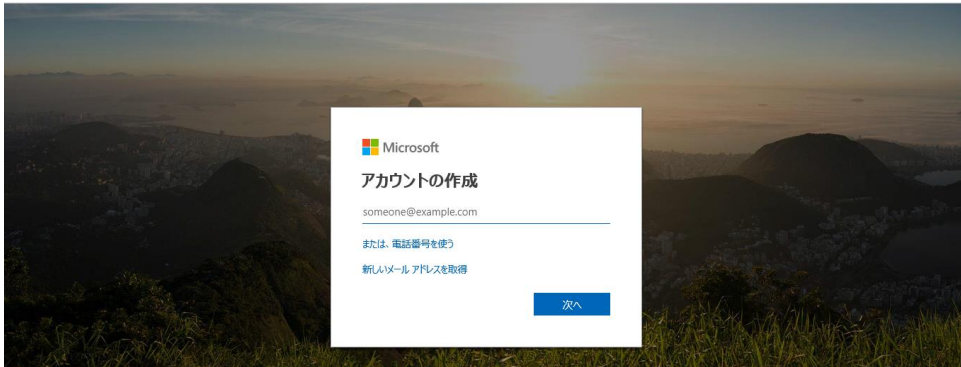 Microsoft
アカウントの作成
someone@example.com
または、電話番号を使う
新しいメール アドレスを取得
次へ